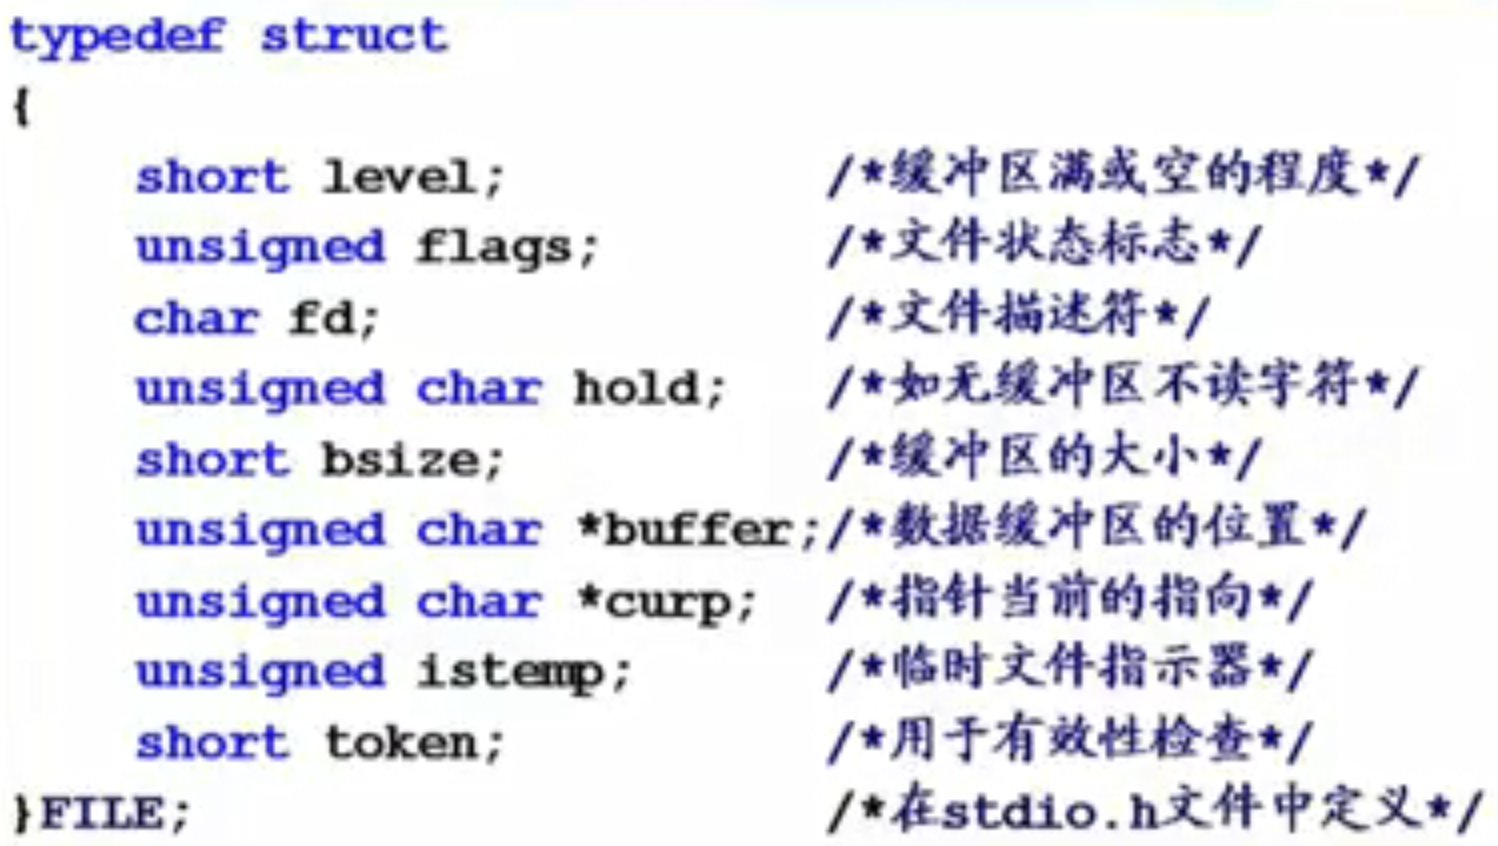 typedef struct
{
short level; /*缓冲区满或空的程度*/
unsigned flags; /*文件状态标志*/
char fd; /*文件描述符*/
unsigned char hold; /*如无缓冲区不读字符*/
short bsize; /*缓冲区的大小*/
unsigned char *buffer;/*数据缓冲区的位置*/
unsigned char *curp; /*指针当前的指向*/
unsigned istemp; /*临时文件指示器*/
short token; /*用于有效性检查*/
}FILE; /*在stdio.h文件中定义*/